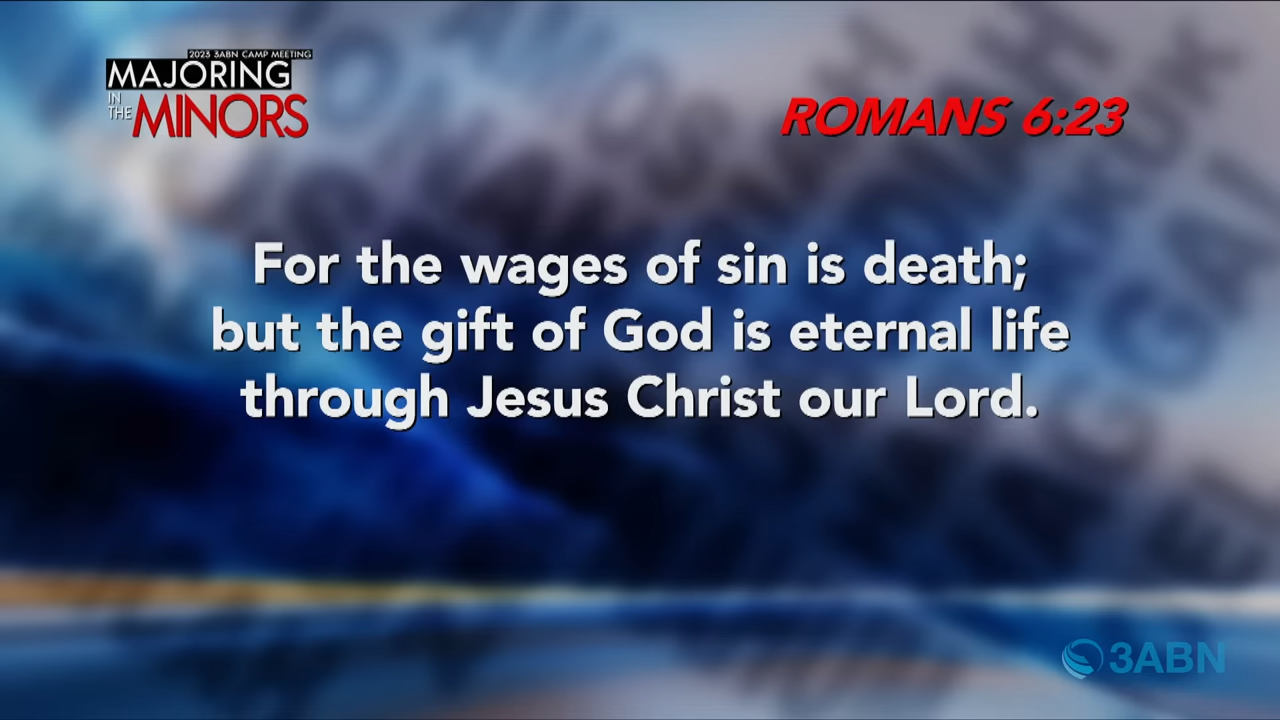 2023 3ABN CAMP MEETING
MAJORING
IN THE
MINORS
ROMANS 6:23
For the wages of sin is death;
but the gift of God is eternal life
through Jesus Christ our Lord.
3ABN